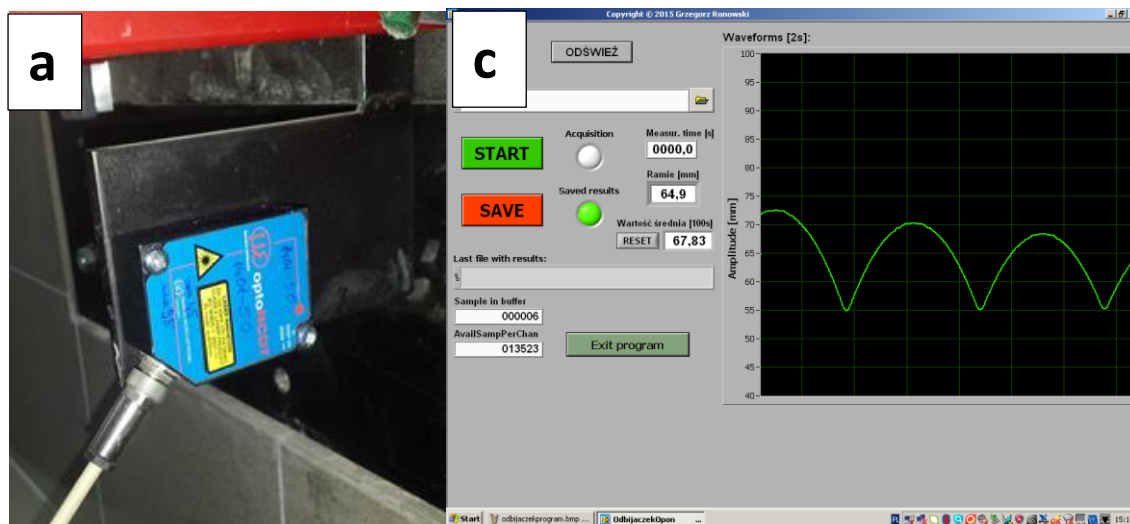 a
optoNCDT
c
Copyright © 2015 Grzegorz Ronowski
ODŚWIEŻ
START
SAVE
Acquisition
Saved results
Measur. time [s]
0000,0
Ramie [mm]
64,9
Wartość średnia [100s]
RESET
67,83
Last file with results:
Sample in buffer
000006
AvailSampPerChan
013523
Exit program
Waveforms [2s]:
Amplitude [mm]
100
95
90
85
80
75
70
65
60
55
50
45
40
Start
odbijaczekprogram.bmp ...
OdbijaczekOpon ...
PL